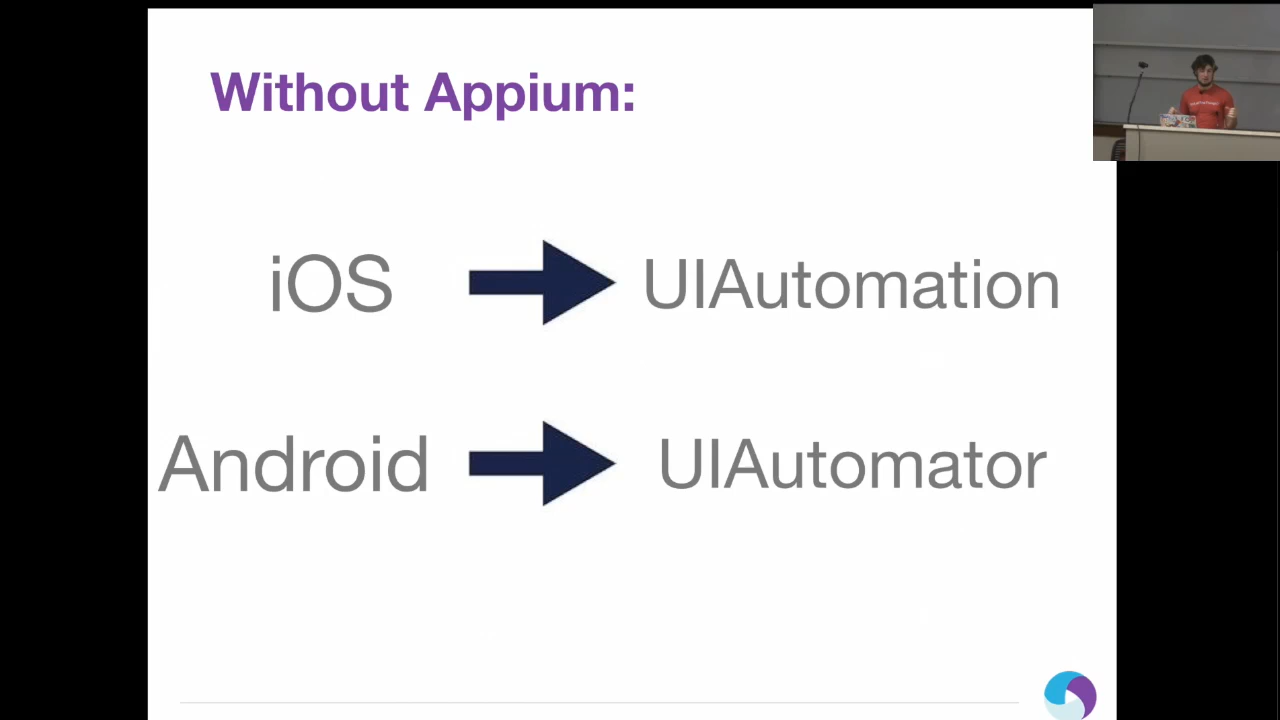 Without Appium:
iOS
UIAutomation
Android
UIAutomator